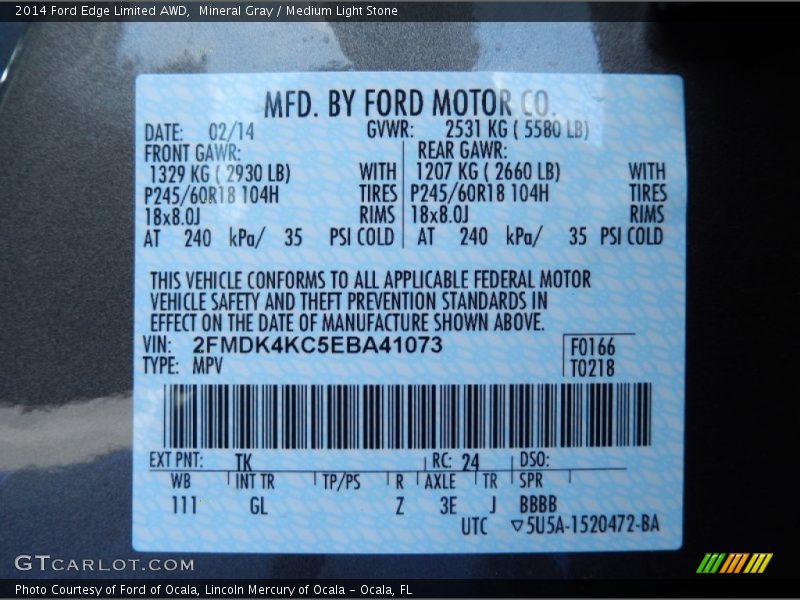 2014 Ford Edge Limited AWD,  Mineral Gray / Medium Light Stone
MFD. BY FORD MOTOR CO.
DATE: 02/14 GVWR: 2531 KG ( 5580 LB)
FRONT GAWR: REAR GAWR:
1329 KG ( 2930 LB) WITH 1207 KG ( 2660 LB) WITH
P245/60R18 104H TIRES P245/60R18 104H TIRES
18x8.0J RIMS 18x8.0J RIMS
AT 240 kPa/ 35 PSI COLD AT 240 kPa/ 35 PSI COLD
THIS VEHICLE CONFORMS TO ALL APPLICABLE FEDERAL MOTOR
VEHICLE SAFETY AND THEFT PREVENTION STANDARDS IN
EFFECT ON THE DATE OF MANUFACTURE SHOWN ABOVE.
VIN: 2FMDK4KC5EBA41073 F0166
TYPE: MPV T0218
EXT PNT: TK RC: 24 DSO:
WB INT TR TP/PS R AXLE TR SPR
111 GL Z 3E J BBBB
UTC ▽5U5A-1520472-BA
GTCARLOT.COM
Photo Courtesy of Ford of Ocala, Lincoln Mercury of Ocala - Ocala, FL